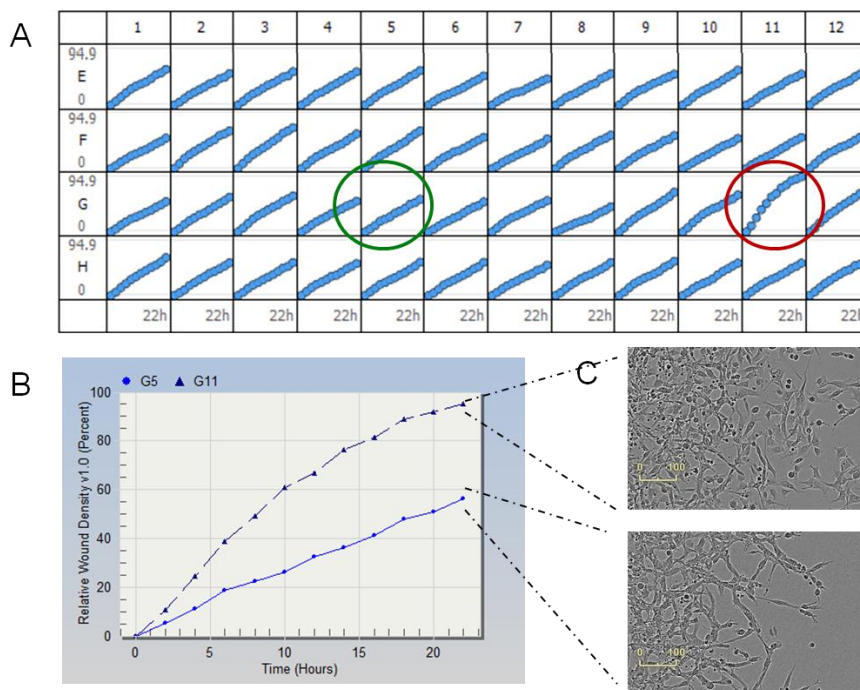 A
1 2 3 4 5 6 7 8 9 10 11 12
94.9
E
0
94.9
F
0
94.9
G
0
94.9
H
0
22h 22h 22h 22h 22h 22h 22h 22h 22h 22h 22h 22h
B
G5 G11
C
Relative Wound Density v1.0 (Percent)
100
80
60
40
20
0
0 5 10 15 20
Time (Hours)
100
100